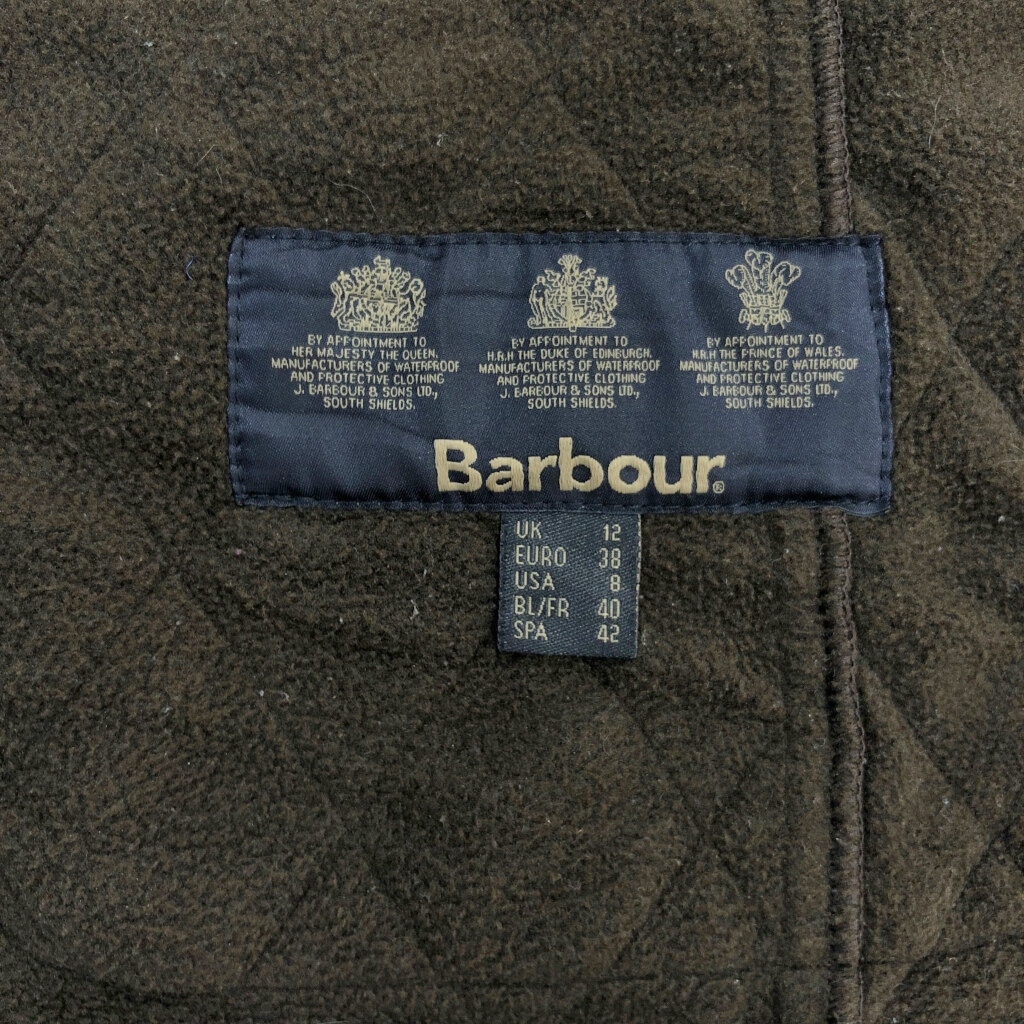 BY APPOINTMENT TO
HER MAJESTY THE QUEEN.
MANUFACTURERS OF WATERPROOF
AND PROTECTIVE CLOTHING
J. BARBOUR & SONS LTD.,
SOUTH SHIELDS.
BY APPOINTMENT TO
H.R.H THE DUKE OF EDINBURGH.
MANUFACTURERS OF WATERPROOF
AND PROTECTIVE CLOTHING
J. BARBOUR & SONS LTD.,
SOUTH SHIELDS.
BY APPOINTMENT TO
H.R.H THE PRINCE OF WALES.
MANUFACTURERS OF WATERPROOF
AND PROTECTIVE CLOTHING
J. BARBOUR & SONS LTD.,
SOUTH SHIELDS.
Barbour®
UK 12
EURO 38
USA 8
BL/FR 40
SPA 42